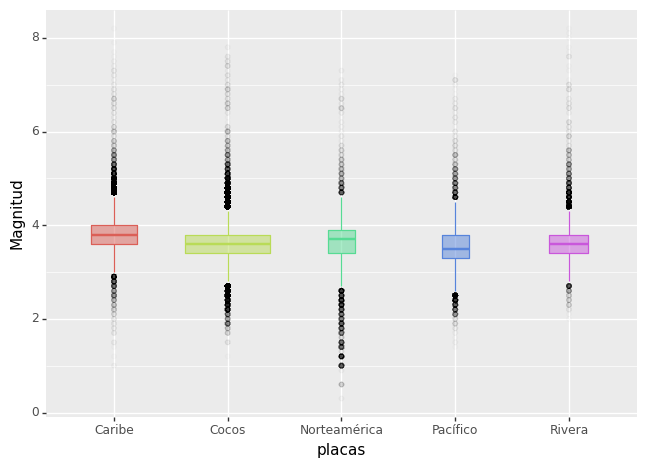 8
6
4
2
0
Magnitud
Caribe
Cocos
Norteamérica
Pacífico
Rivera
placas